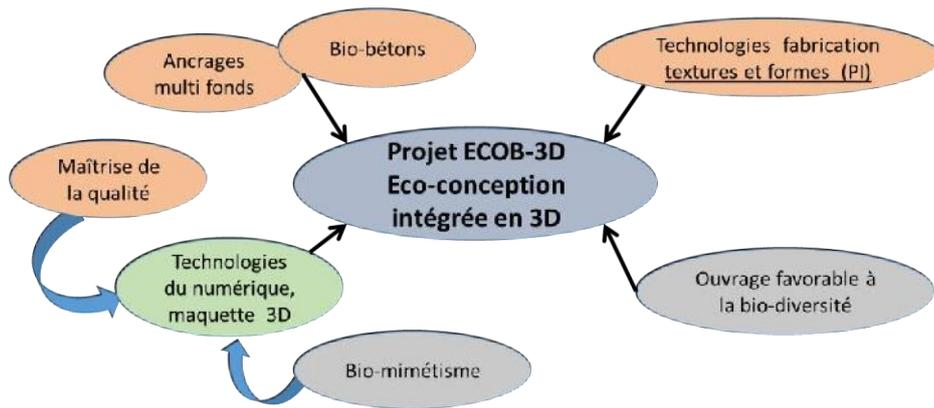 Bio-bétons
Ancrages
multi fonds
Technologies fabrication
textures et formes (PI)
Projet ECOB-3D
Eco-conception
intégrée en 3D
Maîtrise de
la qualité
Technologies
du numérique,
maquette 3D
Ouvrage favorable à
la bio-diversité
Bio-mimétisme